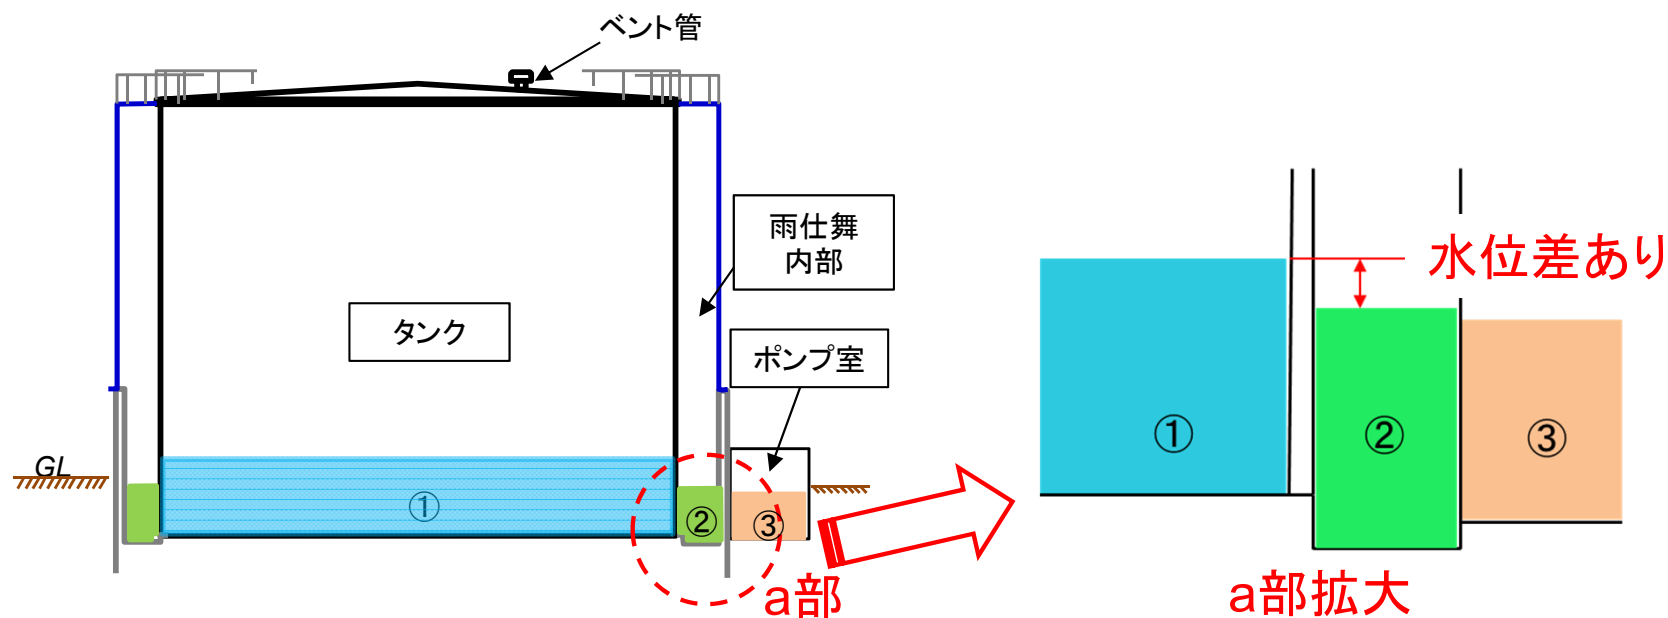 ベント管
雨仕舞
内部
タンク
ポンプ室
GL
①
②
③
a部
水位差あり
①
②
③
a部拡大